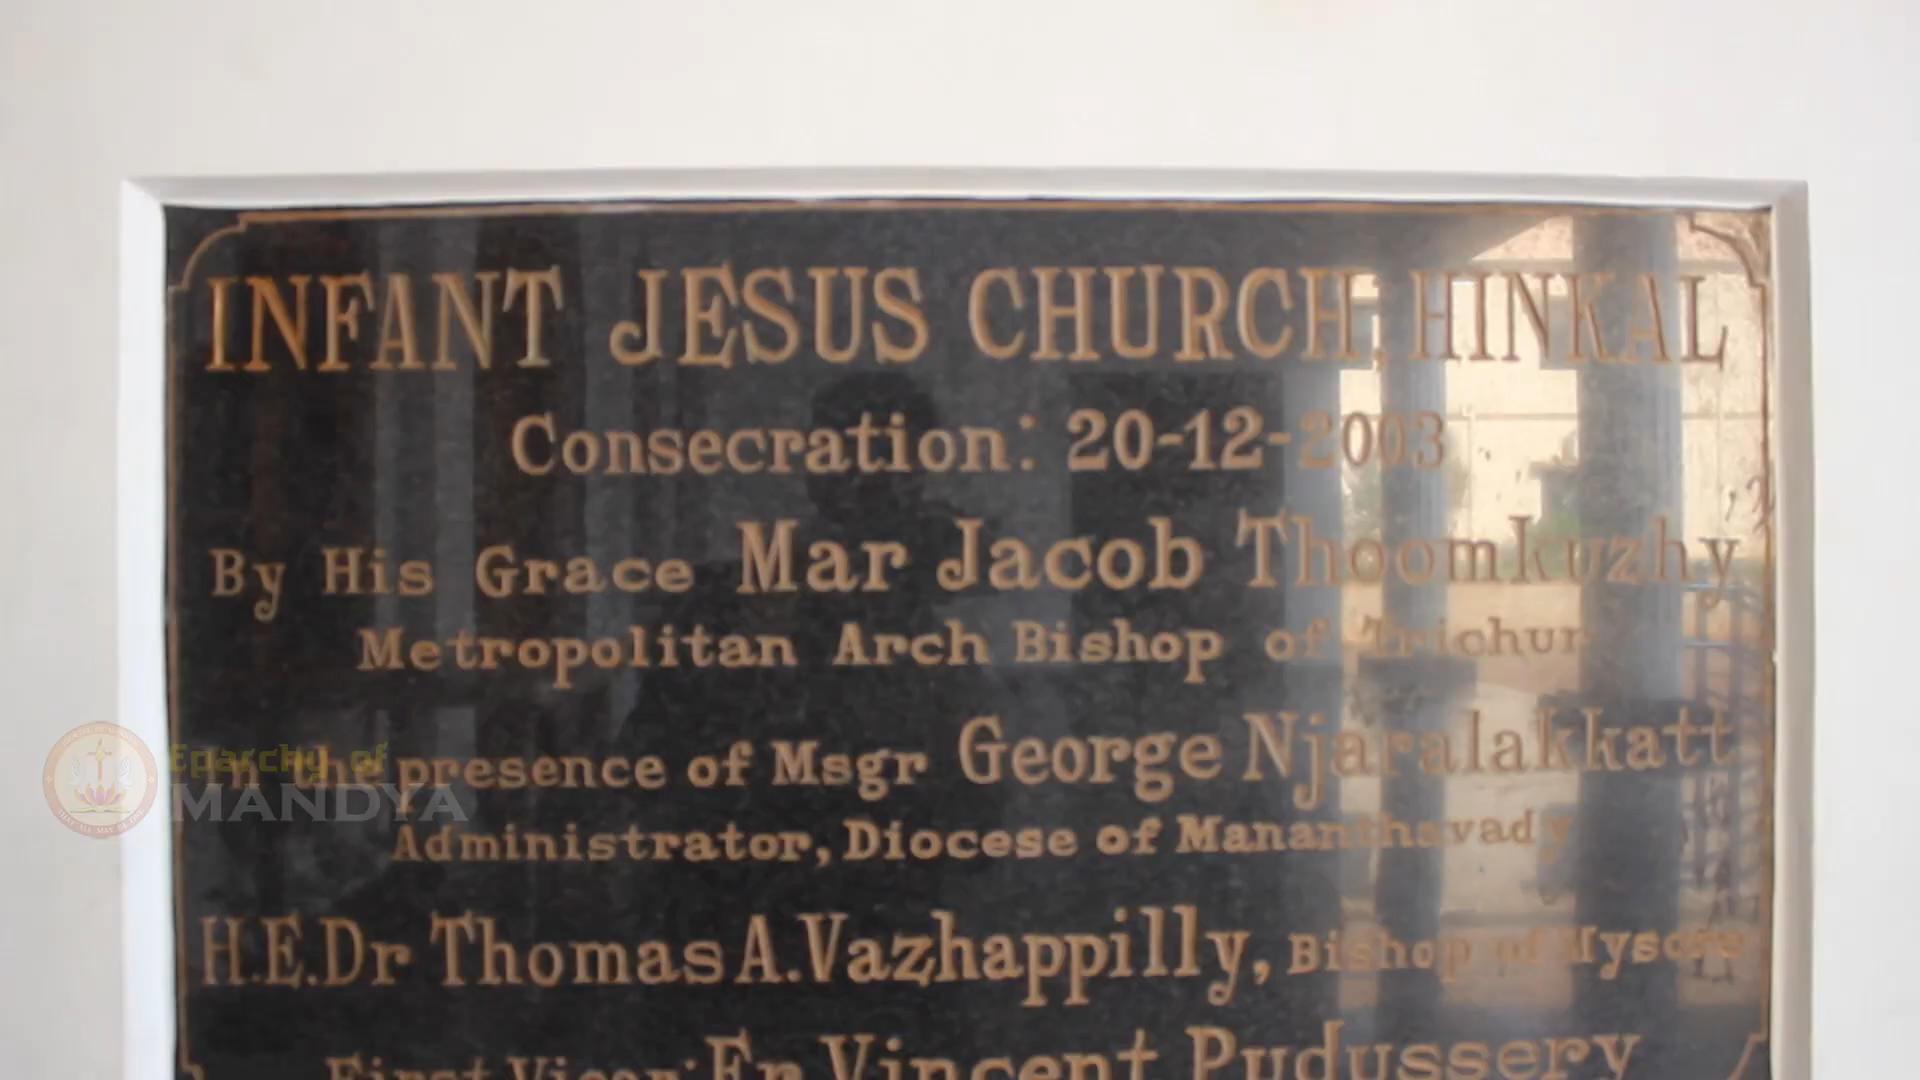 INFANT JESUS CHURCH, HINKAL
Consecration: 20-12-2003
By His Grace Mar Jacob Thoomkuzhy
Metropolitan Arch Bishop of Trichur
In the presence of Msgr George Njaralakkatt
Administrator, Diocese of Mananthavady
H.E.Dr Thomas A.Vazhappilly, Bishop of Mysore
First Vicar: Fr Vincent Pudussery
Eparchy of
MANDYA